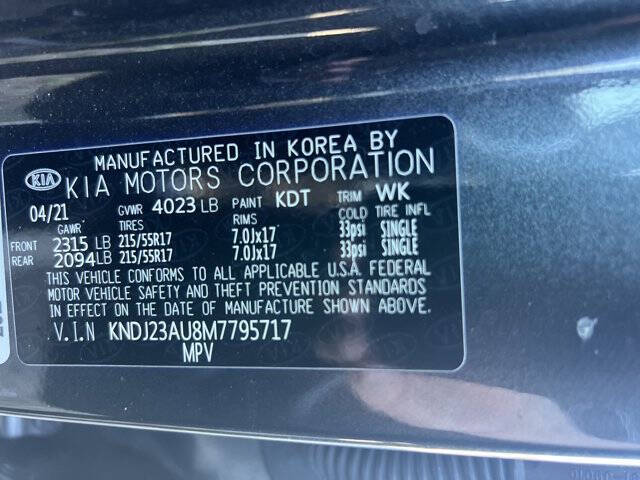 MANUFACTURED IN KOREA BY
KIA KIA MOTORS CORPORATION
04/21 GVWR 4023 LB PAINT KDT TRIM WK
GAWR TIRES RIMS COLD TIRE INFL
FRONT 2315 LB 215/55R17 7.0Jx17 33psi SINGLE
REAR 2094 LB 215/55R17 7.0Jx17 33psi SINGLE
THIS VEHICLE CONFORMS TO ALL APPLICABLE U.S.A. FEDERAL
MOTOR VEHICLE SAFETY AND THEFT PREVENTION STANDARDS
IN EFFECT ON THE DATE OF MANUFACTURE SHOWN ABOVE.
V.I.N KNDJ23AU8M7795717
MPV